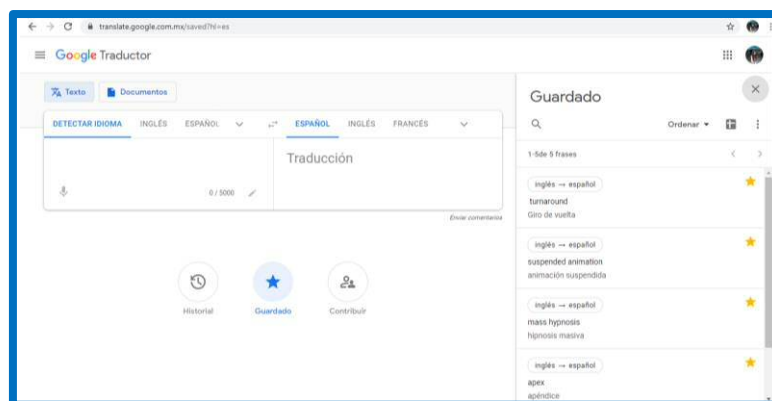 translate.google.com.mx/saved?hl=es
Google Traductor
Texto
Documentos
DETECTAR IDIOMA INGLÉS ESPAÑOL
ESPAÑOL INGLÉS FRANCÉS
Traducción
0 / 5000
Enviar comentarios
Historial
Guardado
Contribuir
Guardado
Ordenar
1-5de 5 frases
inglés → español
turnaround
Giro de vuelta
inglés → español
suspended animation
animación suspendida
inglés → español
mass hypnosis
hipnosis masiva
inglés → español
apex
apéndice